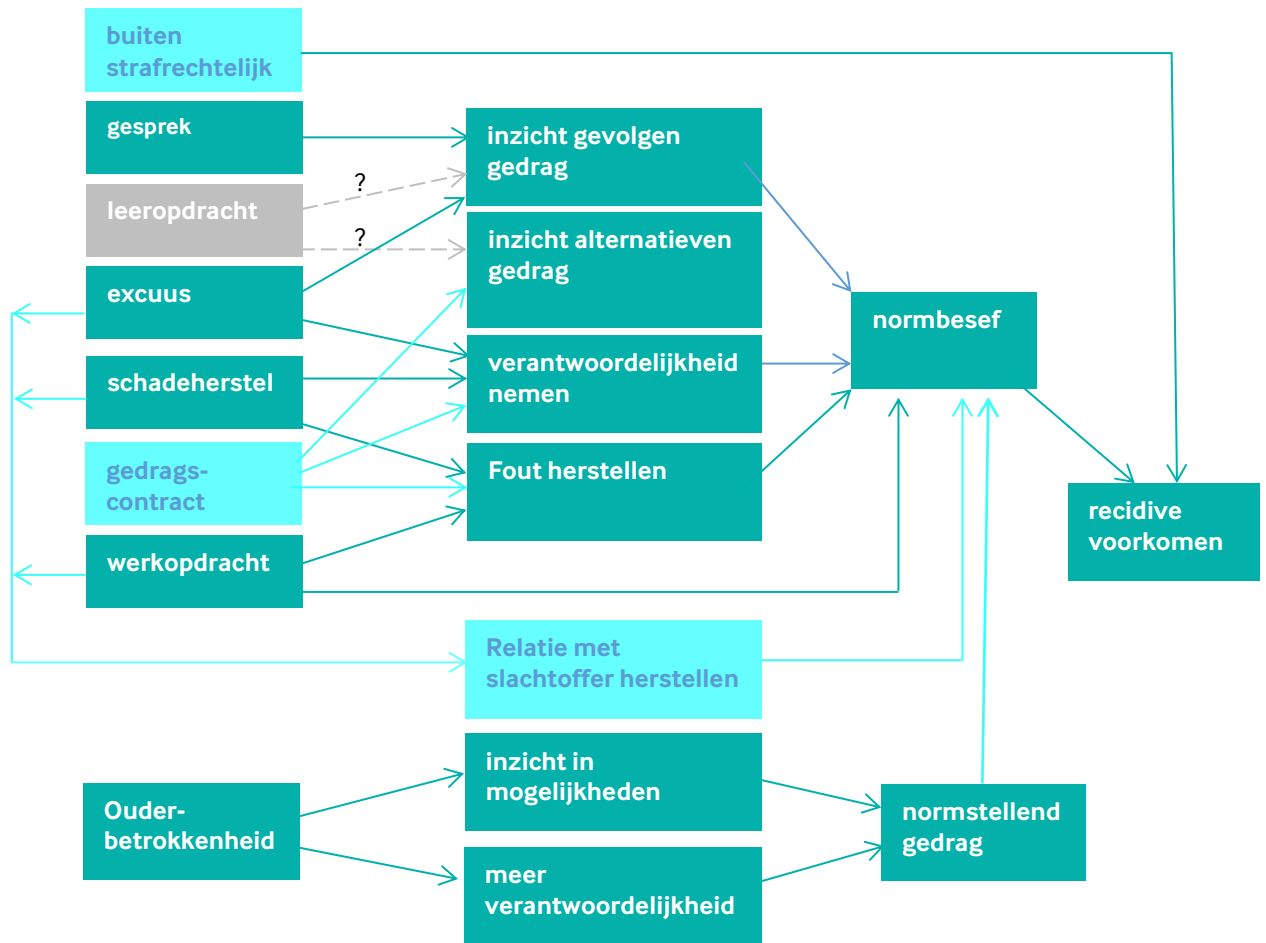 buiten
strafrechtelijk
gesprek
leeropdracht
excuus
schadeherstel
gedrags-
contract
werkopdracht
?
?
inzicht gevolgen
gedrag
inzicht alternatieven
gedrag
verantwoordelijkheid
nemen
Fout herstellen
normbesef
recidive
voorkomen
Relatie met
slachtoffer herstellen
Ouder-
betrokkenheid
inzicht in
mogelijkheden
meer
verantwoordelijkheid
normstellend
gedrag